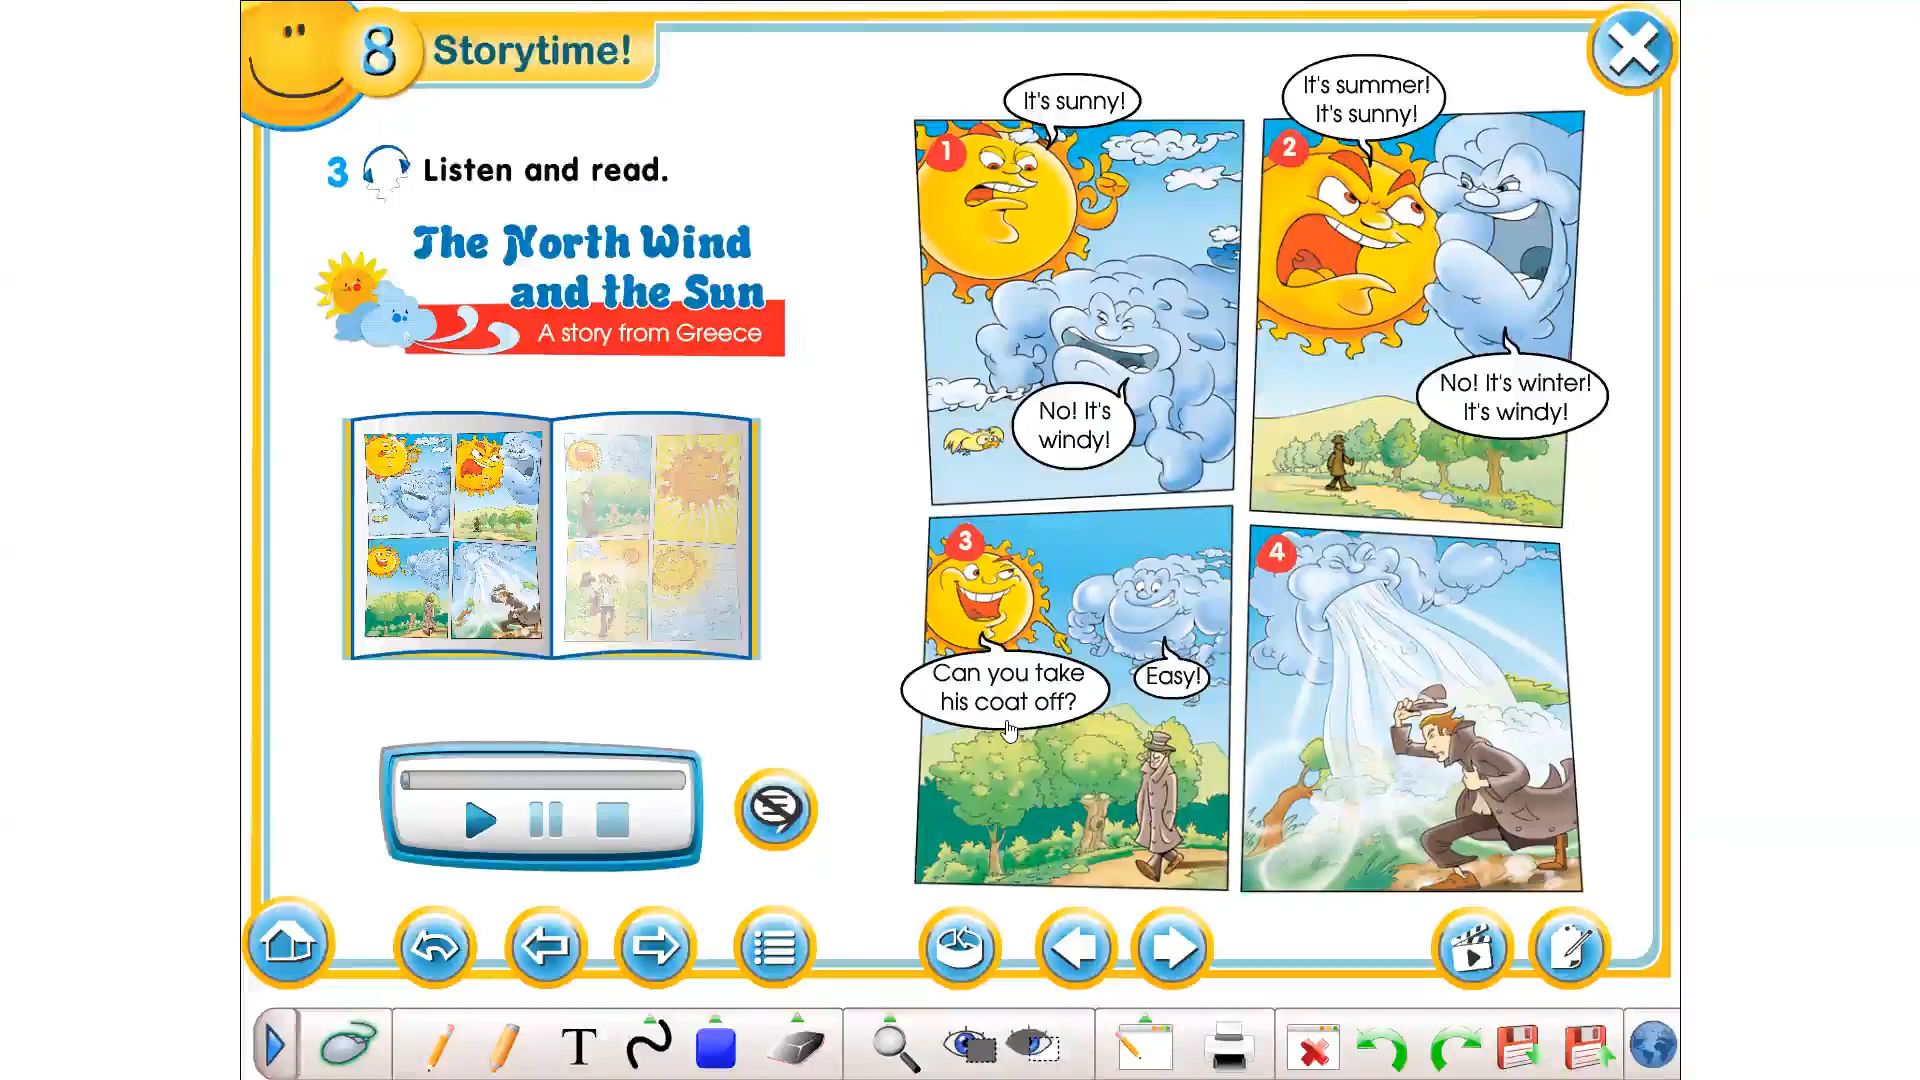 8 Storytime!
3 Listen and read.
The North Wind
and the Sun
A story from Greece
1
It's sunny!
No! It's
windy!
2
It's summer!
It's sunny!
No! It's winter!
It's windy!
3
Can you take
his coat off?
Easy!
4
T